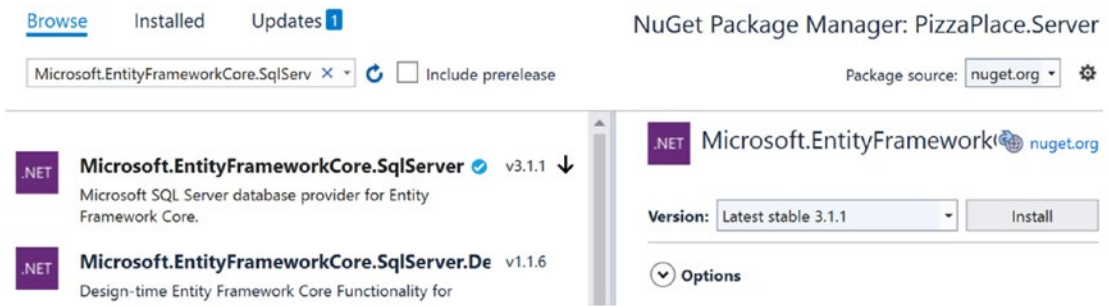 Browse Installed Updates 1
NuGet Package Manager: PizzaPlace.Server
Microsoft.EntityFrameworkCore.SqlServ
Include prerelease
Package source: nuget.org
.NET
Microsoft.EntityFrameworkCore.SqlServer v3.1.1
Microsoft SQL Server database provider for Entity
Framework Core.
.NET
Microsoft.EntityFrameworkCore.SqlServer.De v1.1.6
Design-time Entity Framework Core Functionality for
.NET
Microsoft.EntityFramework nuget.org
Version: Latest stable 3.1.1 Install
Options